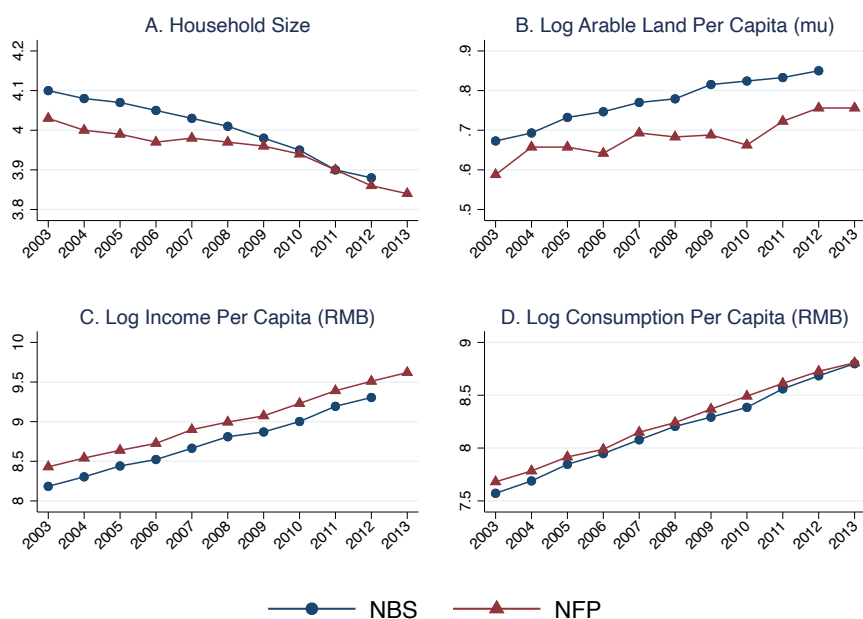 A. Household Size
4.2
4.1
4
3.9
3.8
2003 2004 2005 2006 2007 2008 2009 2010 2011 2012 2013
B. Log Arable Land Per Capita (mu)
.9
.8
.7
.6
.5
2003 2004 2005 2006 2007 2008 2009 2010 2011 2012 2013
C. Log Income Per Capita (RMB)
10
9.5
9
8.5
8
2003 2004 2005 2006 2007 2008 2009 2010 2011 2012 2013
D. Log Consumption Per Capita (RMB)
9
8.5
8
7.5
2003 2004 2005 2006 2007 2008 2009 2010 2011 2012 2013
NBS NFP